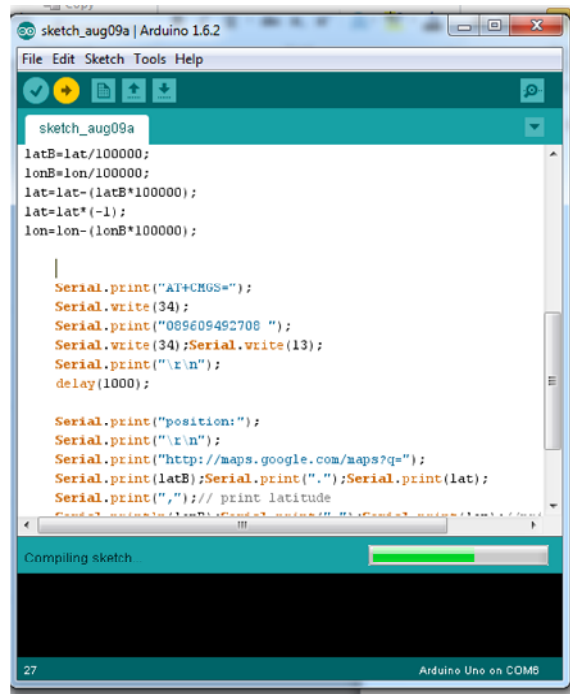 Copy
sketch_aug09a | Arduino 1.6.2
File Edit Sketch Tools Help
sketch_aug09a
latB=lat/100000;
lonB=lon/100000;
lat=lat-(latB*100000);
lat=lat*(-1);
lon=lon-(lonB*100000);
Serial.print("AT+CMGS=");
Serial.write(34);
Serial.print("089609492708 ");
Serial.write(34);Serial.write(13);
Serial.print("\r\n");
delay(1000);
Serial.print("position:");
Serial.print("\r\n");
Serial.print("http://maps.google.com/maps?q=");
Serial.print(latB);Serial.print(".");Serial.print(lat);
Serial.print(",");// print latitude
Compiling sketch...
27
Arduino Uno on COM6